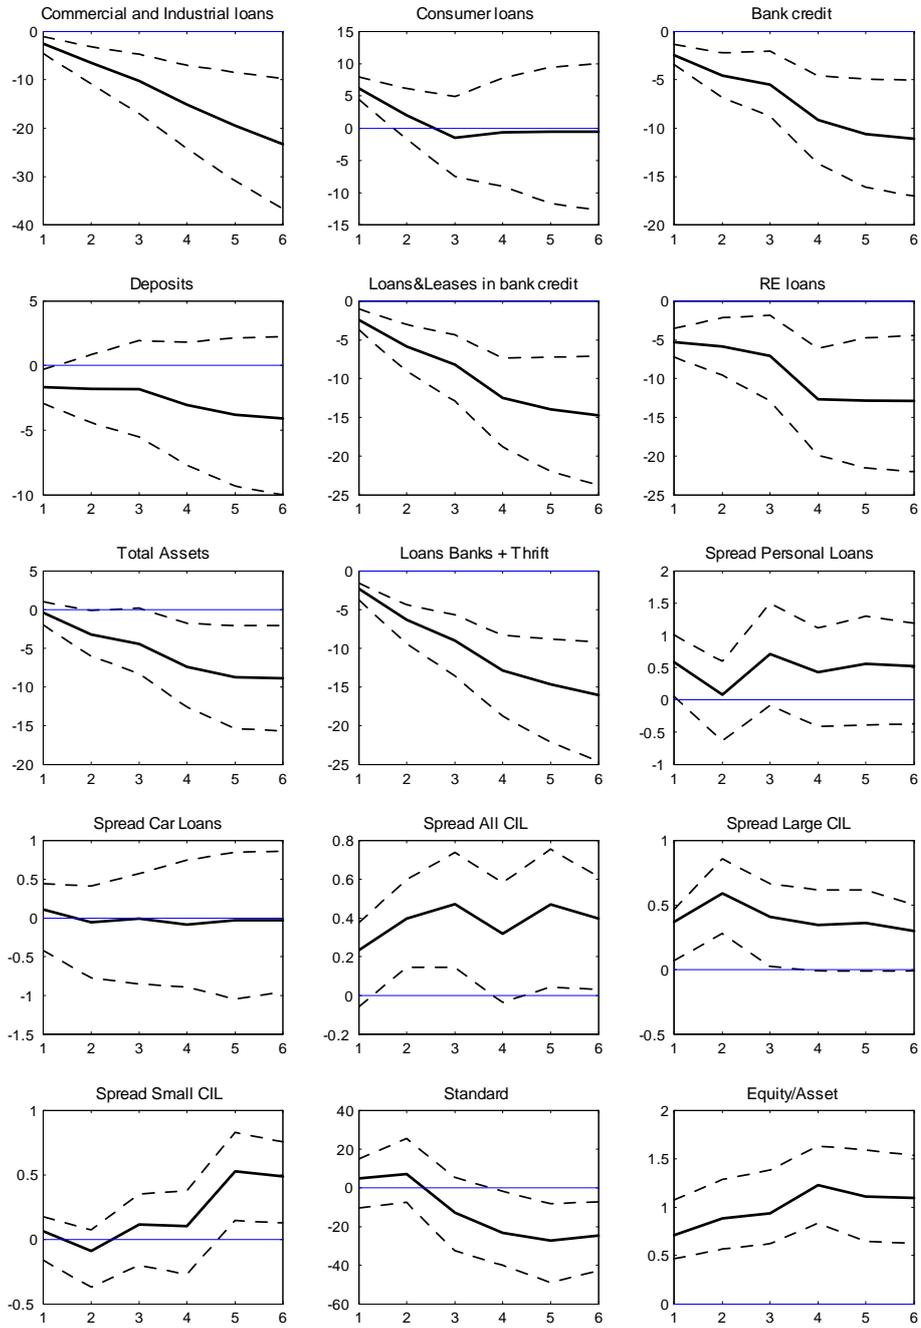 Commercial and Industrial loans
Consumer loans
Bank credit
0
-10
-20
-30
-40
1 2 3 4 5 6
15
10
5
0
-5
-10
-15
1 2 3 4 5 6
0
-5
-10
-15
-20
1 2 3 4 5 6
Deposits
Loans&Leases in bank credit
RE loans
5
0
-5
-10
1 2 3 4 5 6
0
-5
-10
-15
-20
-25
1 2 3 4 5 6
0
-5
-10
-15
-20
-25
1 2 3 4 5 6
Total Assets
Loans Banks + Thrift
Spread Personal Loans
5
0
-5
-10
-15
-20
1 2 3 4 5 6
0
-5
-10
-15
-20
-25
1 2 3 4 5 6
2
1.5
1
0.5
0
-0.5
-1
1 2 3 4 5 6
Spread Car Loans
Spread All CIL
Spread Large CIL
1
0.5
0
-0.5
-1
-1.5
1 2 3 4 5 6
0.8
0.6
0.4
0.2
0
-0.2
1 2 3 4 5 6
1
0.5
0
-0.5
1 2 3 4 5 6
Spread Small CIL
Standard
Equity/Asset
1
0.5
0
-0.5
1 2 3 4 5 6
40
20
0
-20
-40
-60
1 2 3 4 5 6
2
1.5
1
0.5
0
1 2 3 4 5 6